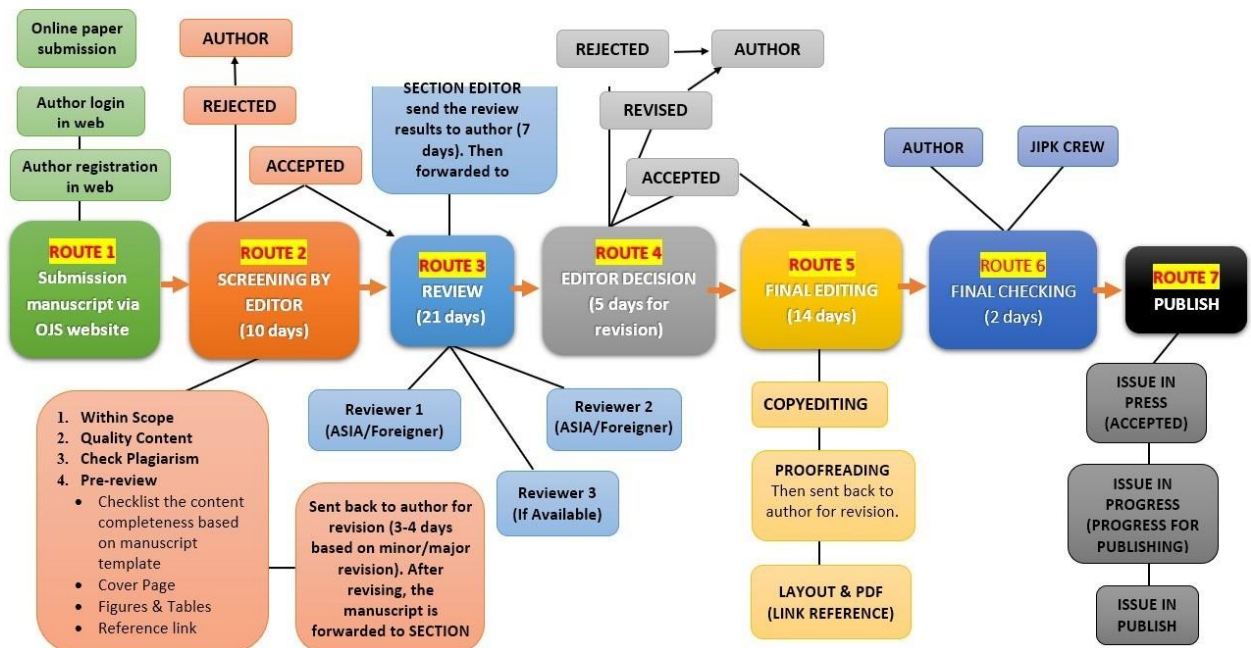 Online paper
submission
Author login
in web
Author registration
in web
ROUTE 1
Submission
manuscript via
OJS website
AUTHOR
REJECTED
ACCEPTED
ROUTE 2
SCREENING BY
EDITOR
(10 days)
1. Within Scope
2. Quality Content
3. Check Plagiarism
4. Pre-review
• Checklist the content
completeness based
on manuscript
template
• Cover Page
• Figures & Tables
• Reference link
Sent back to author for
revision (3-4 days
based on minor/major
revision). After
revising, the
manuscript is
forwarded to SECTION
SECTION EDITOR
send the review
results to author (7
days). Then
forwarded to
ROUTE 3
REVIEW
(21 days)
Reviewer 1
(ASIA/Foreigner)
Reviewer 2
(ASIA/Foreigner)
Reviewer 3
(If Available)
REJECTED
AUTHOR
REVISED
ACCEPTED
ROUTE 4
EDITOR DECISION
(5 days for
revision)
ROUTE 5
FINAL EDITING
(14 days)
COPYEDITING
PROOFREADING
Then sent back to
author for revision.
LAYOUT & PDF
(LINK REFERENCE)
AUTHOR
JIPK CREW
ROUTE 6
FINAL CHECKING
(2 days)
ROUTE 7
PUBLISH
ISSUE IN
PRESS
(ACCEPTED)
ISSUE IN
PROGRESS
(PROGRESS FOR
PUBLISHING)
ISSUE IN
PUBLISH